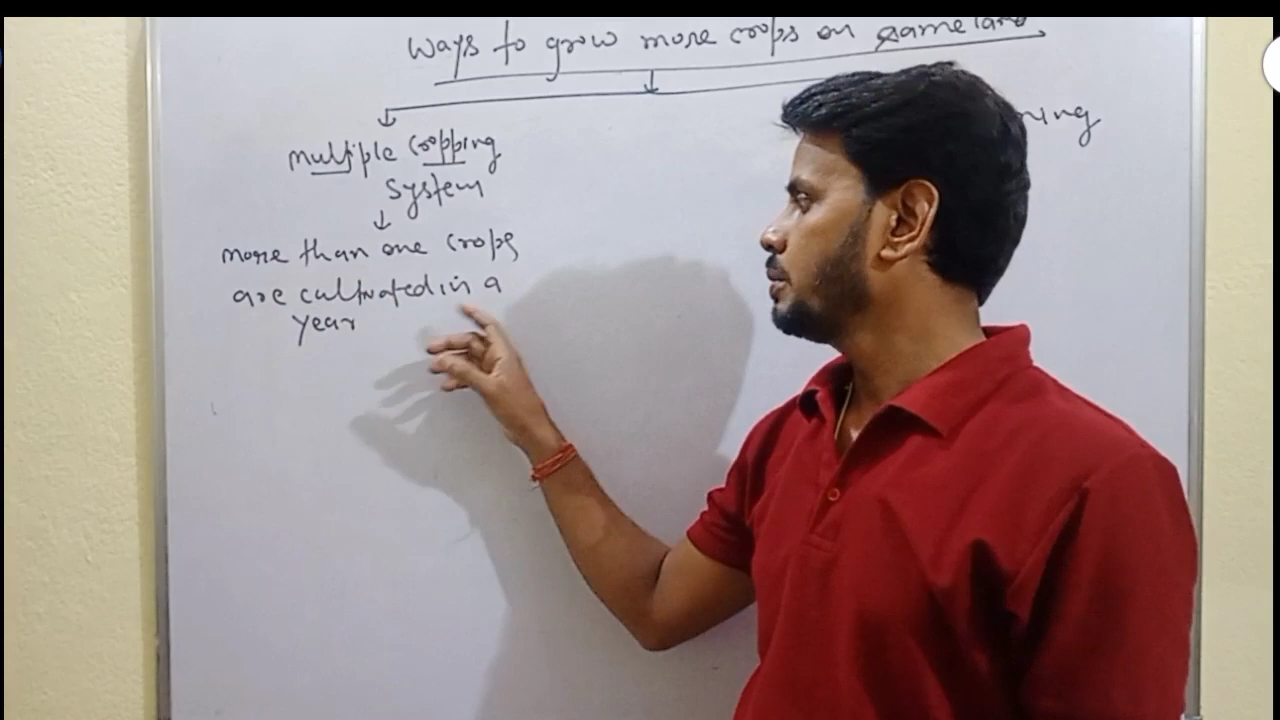 Ways to grow more crops on same land
Multiple Cropping
System
more than one crops
are cultivated in a
year